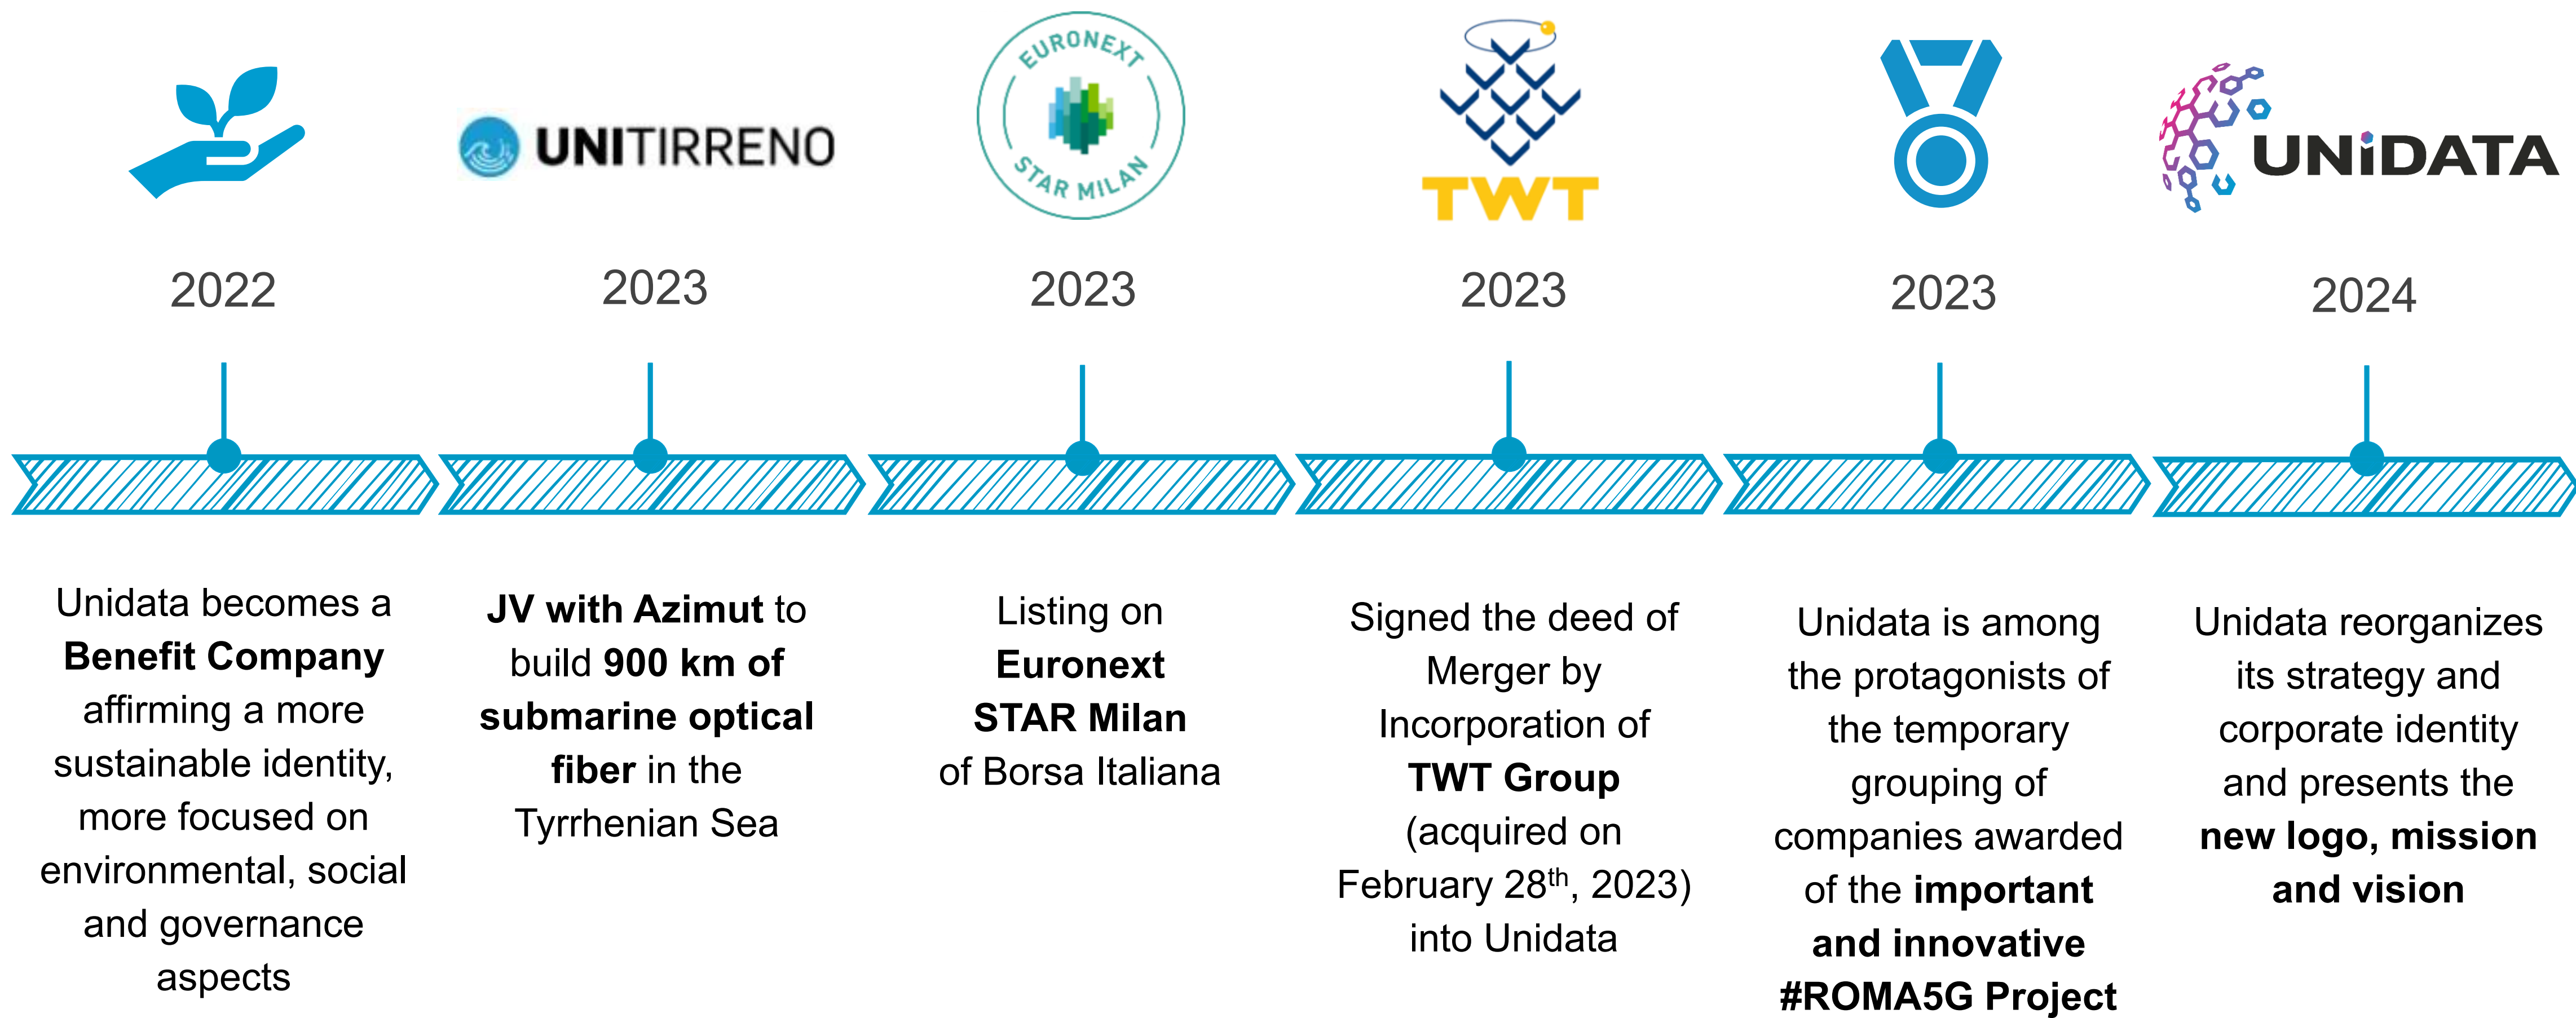 UNITIRRENO
EURONEXT
STAR MILAN
TWT
UNiDATA
2022
2023
2023
2023
2023
2024
Unidata becomes a
Benefit Company
affirming a more
sustainable identity,
more focused on
environmental, social
and governance
aspects
JV with Azimut to
build 900 km of
submarine optical
fiber in the
Tyrrhenian Sea
Listing on
Euronext
STAR Milan
of Borsa Italiana
Signed the deed of
Merger by
Incorporation of
TWT Group
(acquired on
February 28th, 2023)
into Unidata
Unidata is among
the protagonists of
the temporary
grouping of
companies awarded
of the important
and innovative
#ROMA5G Project
Unidata reorganizes
its strategy and
corporate identity
and presents the
new logo, mission
and vision